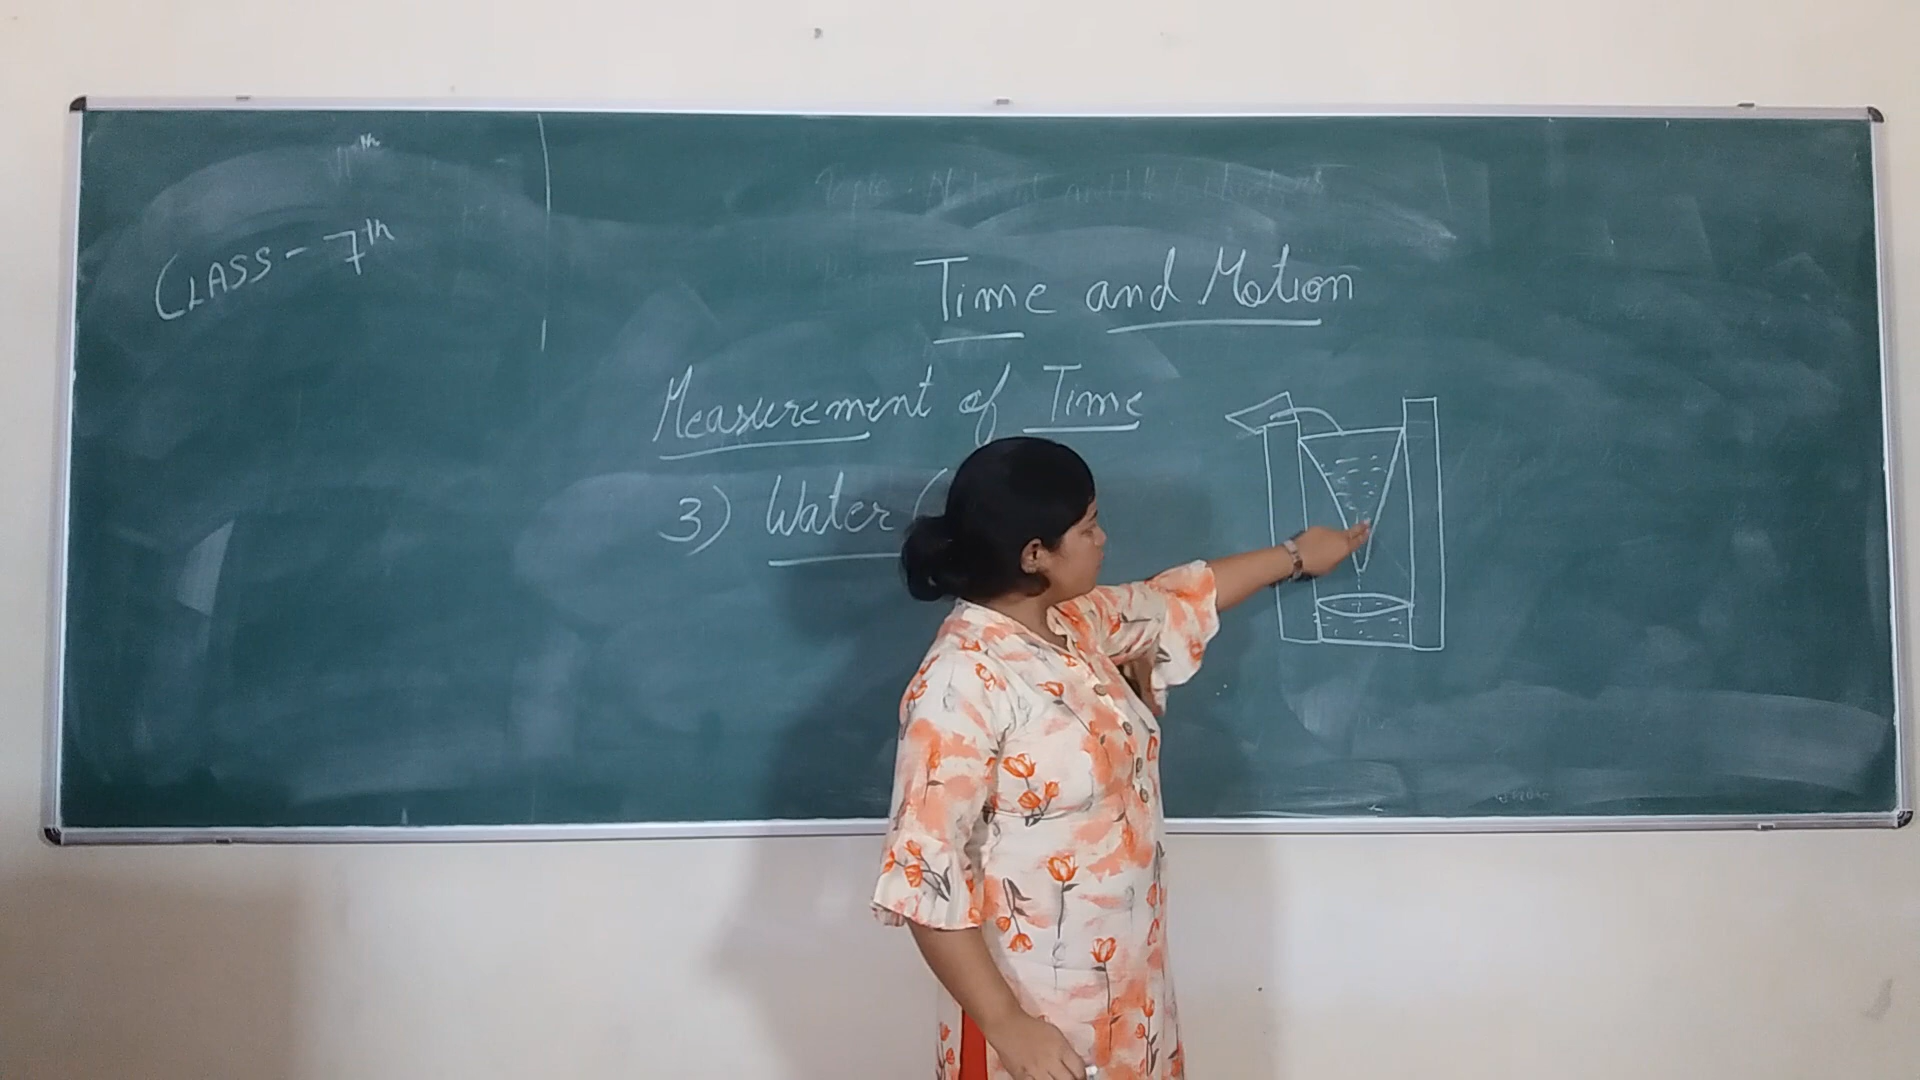 CLASS - 7th
Time and Motion
Measurement of Time
3) Water